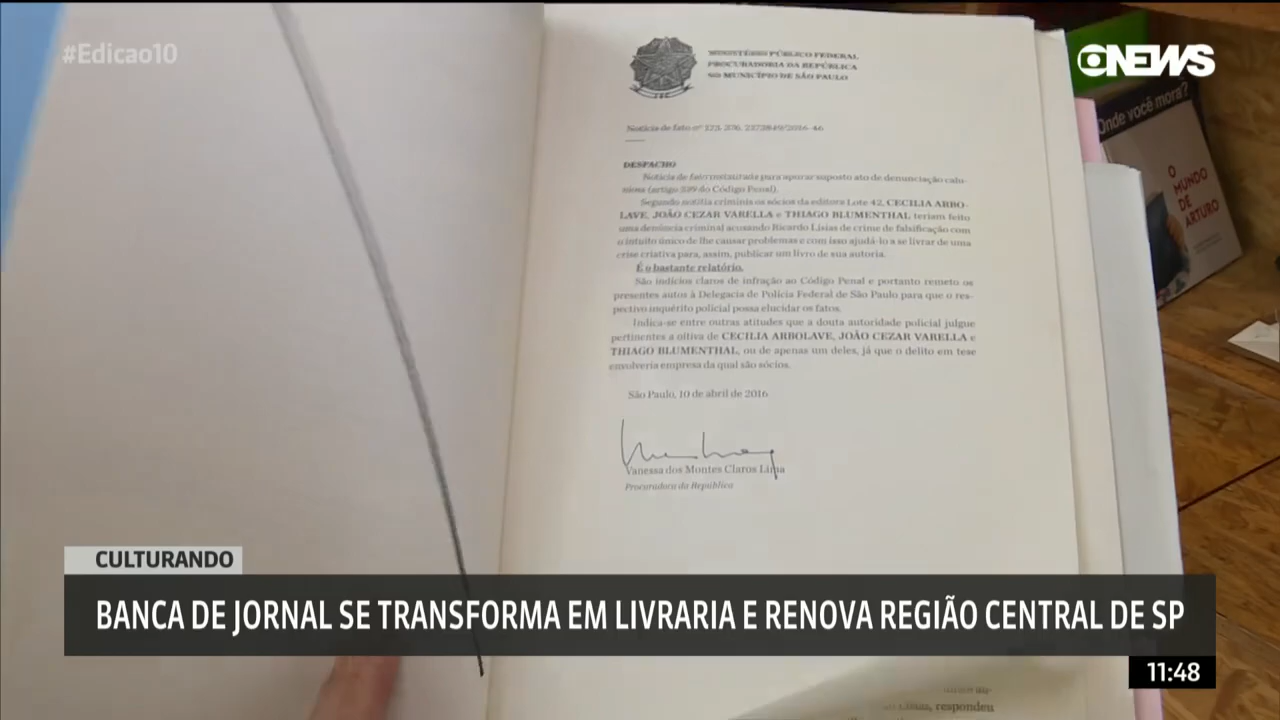 #Edicao10
GNEWS
MINISTÉRIO PÚBLICO FEDERAL
PROCURADORIA DA REPÚBLICA
NO MUNICÍPIO DE SÃO PAULO
Notícia de fato nº
DESPACHO
Notícia de fato instaurada para apurar suposto ato de denunciação calu-
niosa (artigo 339 do Código Penal).
Segundo notitia criminis os sócios da editora Lote 42, CECILIA ARBO-
LAVE, JOÃO CEZAR VARELLA e THIAGO BLUMENTHAL teriam feito
uma denúncia criminal acusando Ricardo Lísias de crime de falsificação com
o intuito único de lhe causar problemas e com isso ajudá-lo a se livrar de uma
crise criativa para, assim, publicar um livro de sua autoria.
É o bastante relatório.
São indícios claros de infração ao Código Penal e portanto remeto os
presentes autos à Delegacia de Polícia Federal de São Paulo para que o res-
pectivo inquérito policial possa elucidar os fatos.
Indica-se entre outras atitudes que a douta autoridade policial julgue
pertinentes a oitiva de CECILIA ARBOLAVE, JOÃO CEZAR VARELLA e
THIAGO BLUMENTHAL, ou de apenas um deles, já que o delito em tese
envolveria empresa da qual são sócios.
São Paulo, 10 de abril de 2016
Vanessa dos Montes Claros Lima
Procuradora da República
respondeu
Onde você mora?
O
MUNDO
DE
ARTURO
CULTURANDO
BANCA DE JORNAL SE TRANSFORMA EM LIVRARIA E RENOVA REGIÃO CENTRAL DE SP
11:48